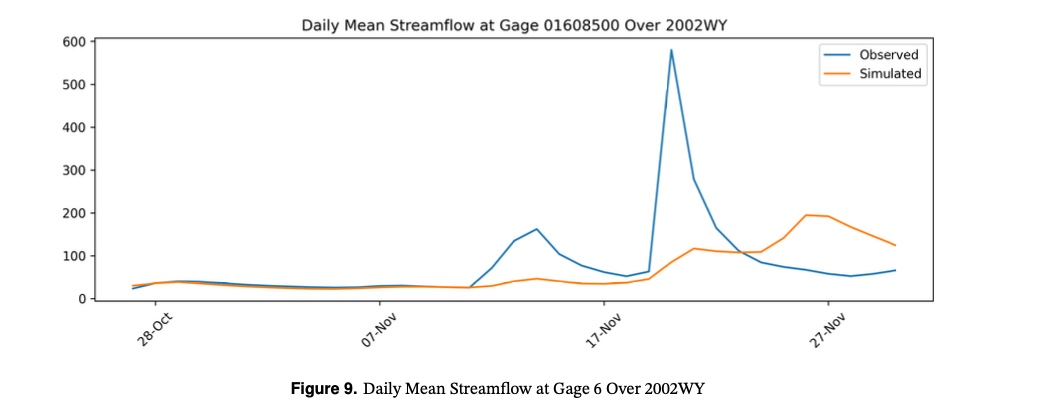 Daily Mean Streamflow at Gage 01608500 Over 2002WY
600
500
400
300
200
100
0
Observed
Simulated
28-Oct
07-Nov
17-Nov
27-Nov
Figure 9. Daily Mean Streamflow at Gage 6 Over 2002WY